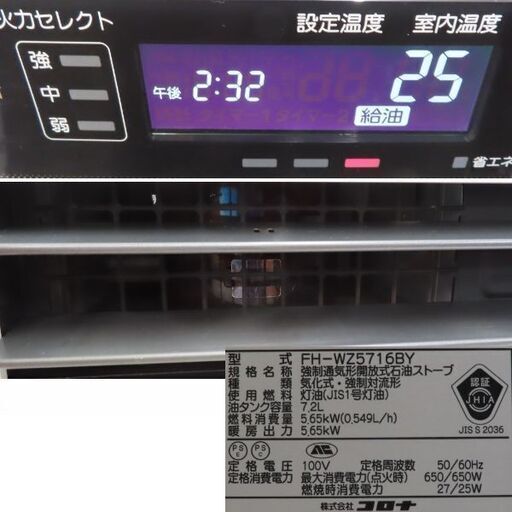 火力セレクト
設定温度 室内温度
強
中
弱
午後 2:32 25
給油
省エネ
型 式 FH-WZ5716BY
規格名称 強制通気形開放式石油ストーブ
種 類 気化式・強制対流形
使用燃料 灯油(JIS1号灯油)
油タンク容量 7.2L
燃料消費量 5.65kW(0.549L/h)
暖房出力 5.65kW
認証
JHIA
JIS S 2036
PS E
PS C
定格電圧 100V 定格周波数 50/60Hz
定格消費電力 最大消費電力(点火時) 650/650W
燃焼時消費電力 27/25W
株式会社 コロナ